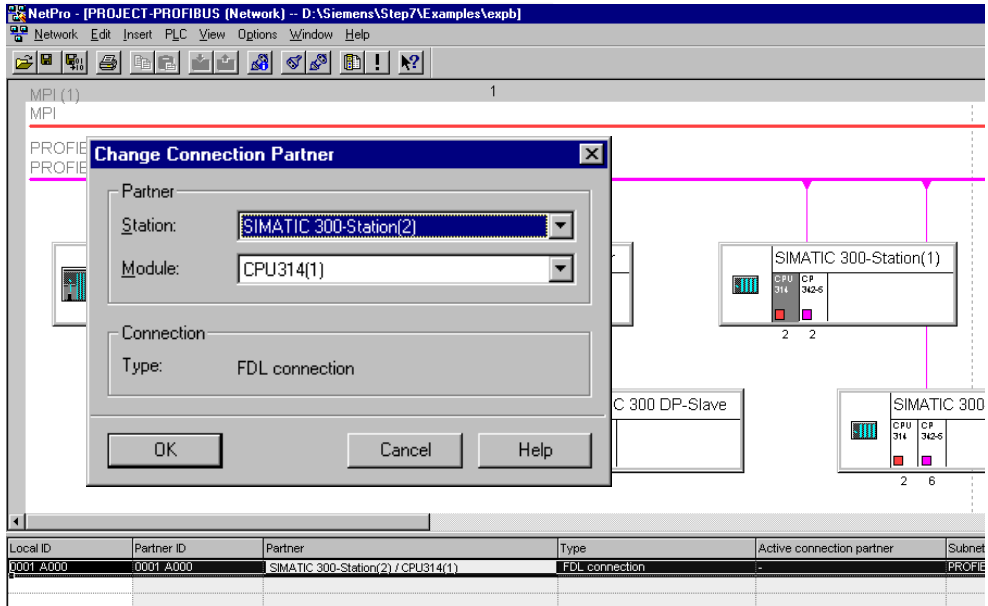 NetPro - [PROJECT-PROFIBUS (Network) -- D:\Siemens\Step7\Examples\expb]
Network Edit Insert PLC View Options Window Help
MPI (1)
1
MPI
PROFIB
PROFIB
Change Connection Partner
Partner
Station: SIMATIC 300-Station(2)
Module: CPU314(1)
Connection
Type: FDL connection
OK Cancel Help
SIMATIC 300-Station(1)
CPU CP
314 342-5
2 2
C 300 DP-Slave
SIMATIC 300
CPU CP
314 342-5
2 6
Local ID Partner ID Partner Type Active connection partner Subnet
0001 A000 0001 A000 SIMATIC 300-Station(2) / CPU314(1) FDL connection - PROFIB